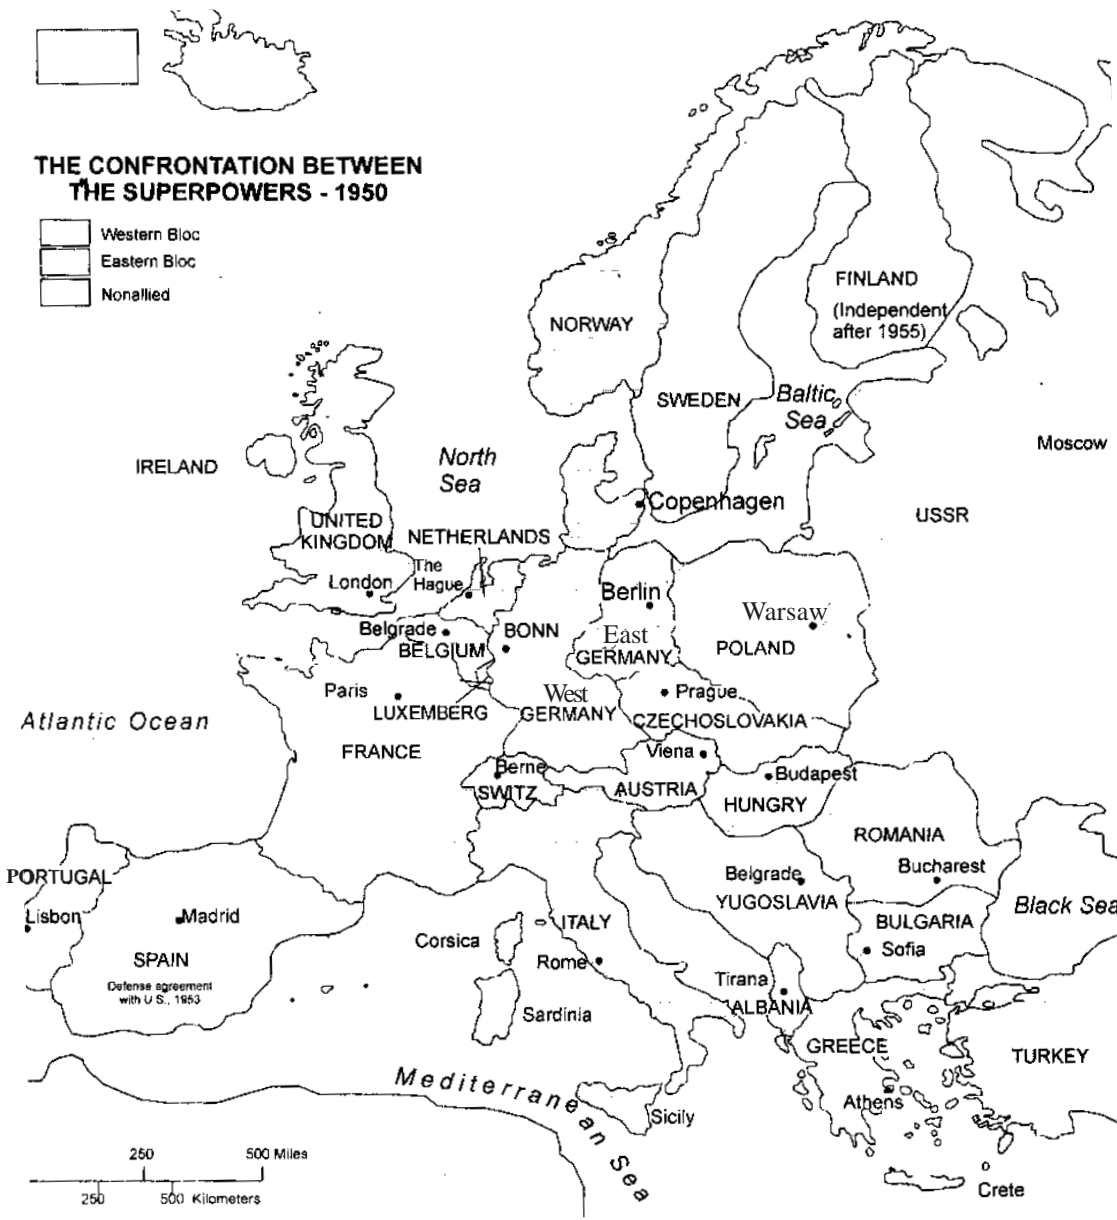 THE CONFRONTATION BETWEEN
THE SUPERPOWERS - 1950
Western Bloc
Eastern Bloc
Nonallied
FINLAND
(Independent
after 1955)
NORWAY
SWEDEN
Baltic
Sea
Moscow
IRELAND
North
Sea
Copenhagen
USSR
UNITED
KINGDOM
NETHERLANDS
The
Hague
London
Berlin
Warsaw
Belgrade
BELGIUM
BONN
East
GERMANY
POLAND
Paris
LUXEMBERG
West
GERMANY
Prague
CZECHOSLOVAKIA
Atlantic Ocean
FRANCE
Viena
Berne
SWITZ
AUSTRIA
Budapest
HUNGRY
ROMANIA
Bucharest
Belgrade
YUGOSLAVIA
PORTUGAL
Lisbon
Madrid
SPAIN
Defense agreement
with U.S., 1953
Corsica
ITALY
Rome
Sardinia
BULGARIA
Sofia
Black Sea
Tirana
ALBANIA
GREECE
TURKEY
Athens
Mediterranean Sea
Sicily
Crete
250
500 Miles
250
500 Kilometers